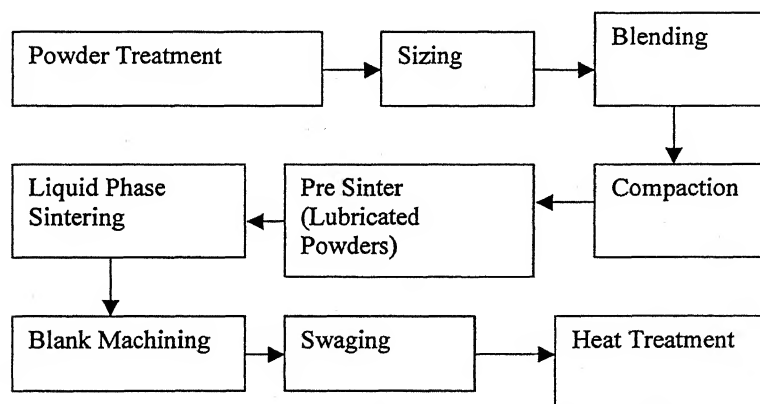 Powder Treatment
Sizing
Blending
Compaction
Pre Sinter
(Lubricated
Powders)
Liquid Phase
Sintering
Blank Machining
Swaging
Heat Treatment